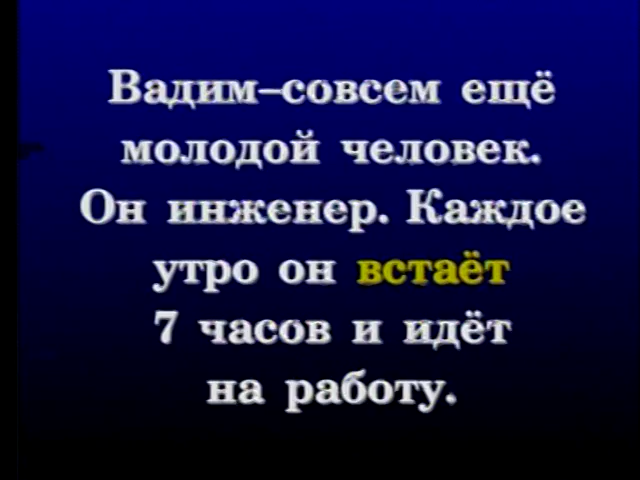 Вадим–совсем ещё
молодой человек.
Он инженер. Каждое
утро он встаёт
7 часов и идёт
на работу.